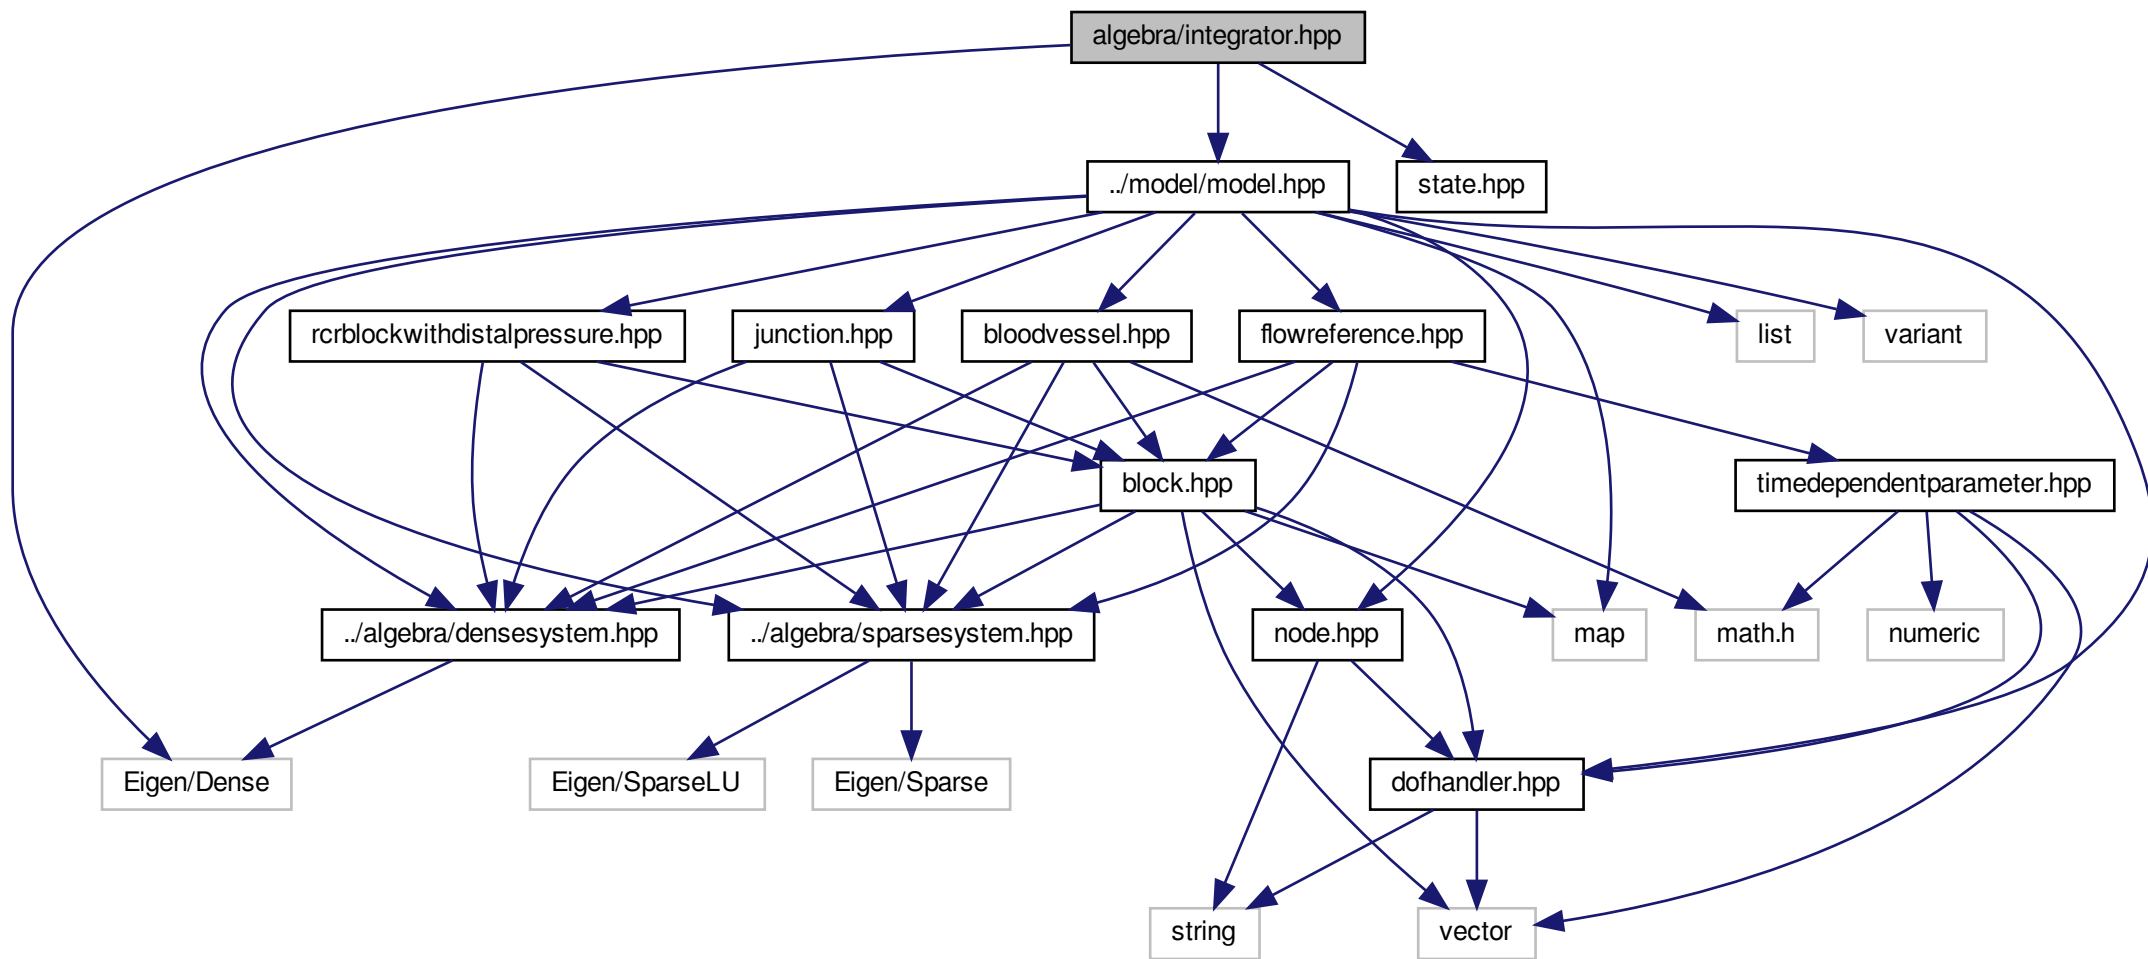 algebra/integrator.hpp
../model/model.hpp
state.hpp
rcrblockwithdistalpressure.hpp
junction.hpp
bloodvessel.hpp
flowreference.hpp
list
variant
block.hpp
timedependentparameter.hpp
../algebra/densesystem.hpp
../algebra/sparsesystem.hpp
node.hpp
map
math.h
numeric
Eigen/Dense
Eigen/SparseLU
Eigen/Sparse
dofhandler.hpp
string
vector